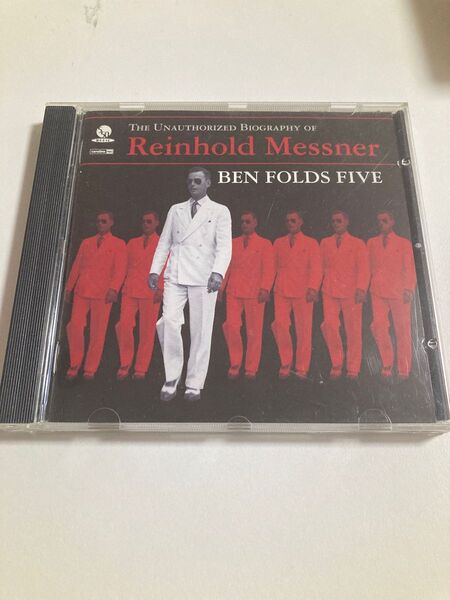 The Unauthorized Biography of
Reinhold Messner
BEN FOLDS FIVE